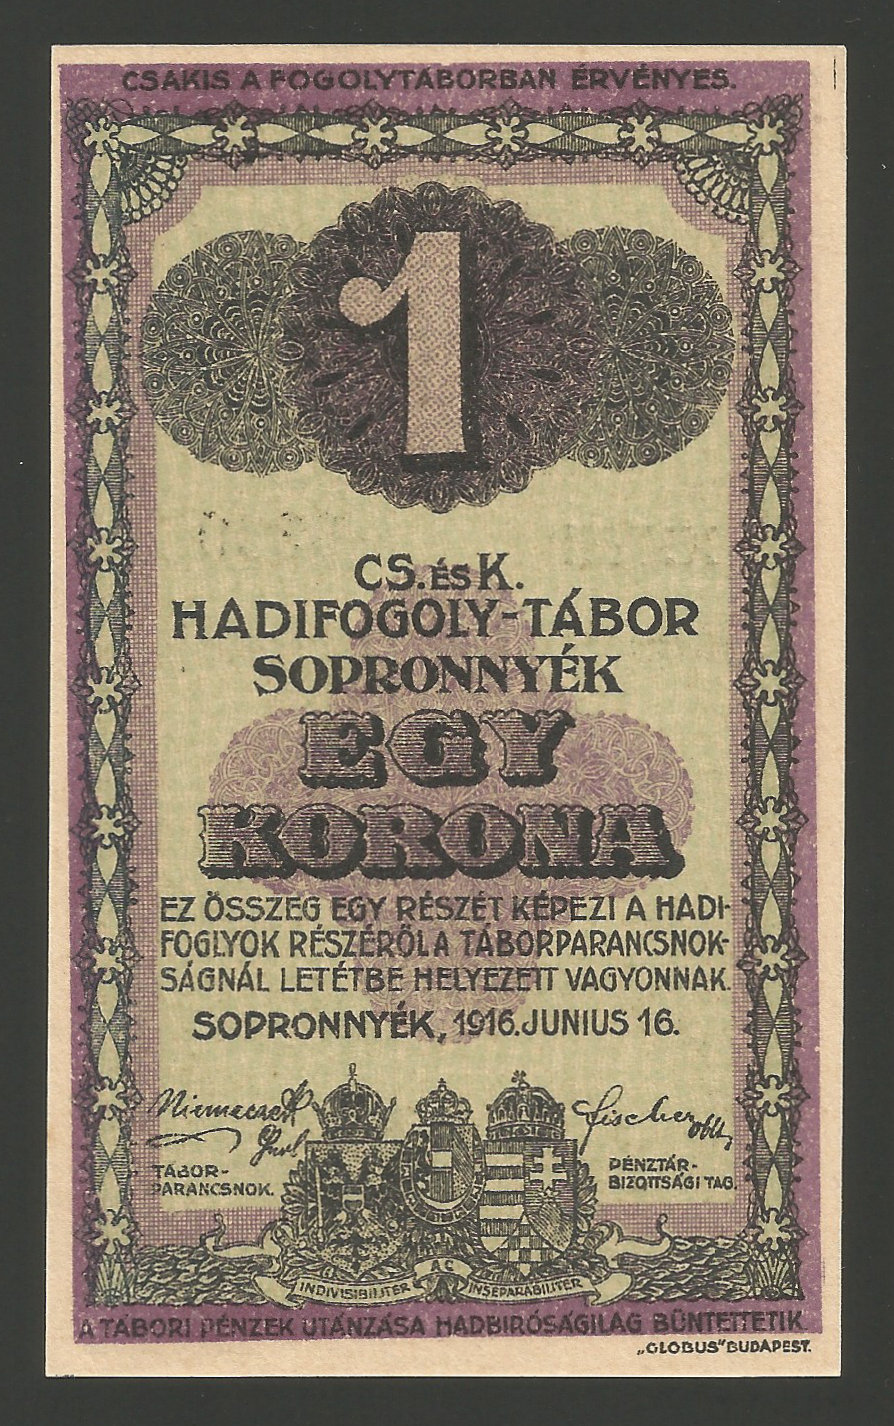 CSAKIS A FOGOLYTÁBORBAN ÉRVÉNYES.
1
CS. ÉS K.
HADIFOGOLY-TÁBOR
SOPRONNYÉK
EGY
KORONA
EZ ÖSSZEG EGY RÉSZÉT KÉPEZI A HADI-
FOGLYOK RÉSZÉRŐL A TÁBORPARANCSNOK-
SÁGNÁL LETÉTBE HELYEZETT VAGYONNAK.
SOPRONNYÉK, 1916. JUNIUS 16.
Fischer
TÁBOR-
PARANCSNOK.
PÉNZTÁR-
BIZOTTSÁGI TAG.
INDIVISIBILITER AC INSEPARABILITER
A TÁBORI PÉNZEK UTÁNZÁSA HADBIRÓSÁGILAG BÜNTETTETIK.
„GLOBUS" BUDAPEST.